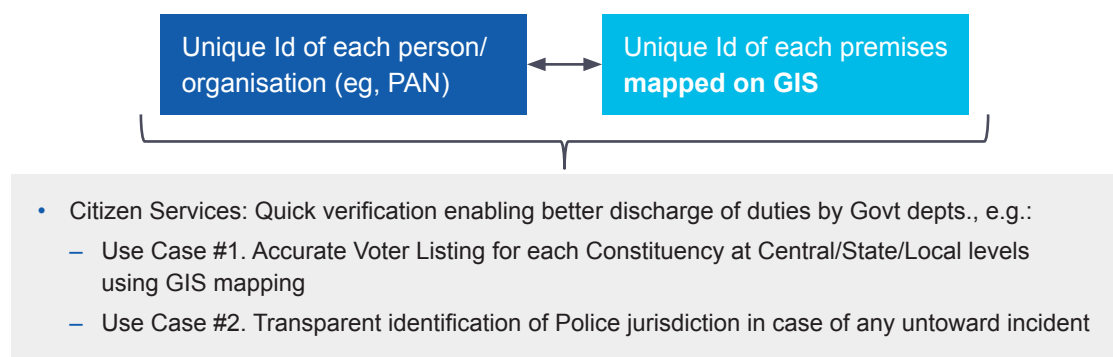 Unique Id of each person/
organisation (eg, PAN)
Unique Id of each premises
mapped on GIS
• Citizen Services: Quick verification enabling better discharge of duties by Govt depts., e.g.:
– Use Case #1. Accurate Voter Listing for each Constituency at Central/State/Local levels
using GIS mapping
– Use Case #2. Transparent identification of Police jurisdiction in case of any untoward incident